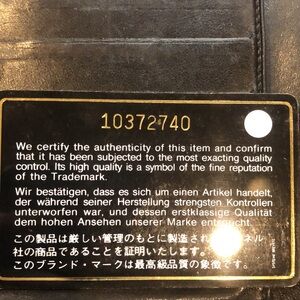 10372740
We certify the authenticity of this item and confirm
that it has been subjected to the most exacting quality
control. Its high quality is a symbol of the fine reputation
of the Trademark.
Wir bestätigen, dass es sich um einen Artikel handelt,
der während seiner Herstellung strengsten Kontrollen
unterworfen war, und dessen erstklassige Qualität
dem hohen Ansehen unserer Marke entspricht.
この製品は厳しい管理のもとに製造され ネル
社の商品であることを証明いたします。
このブランド・マークは最高級品質の象徴です。